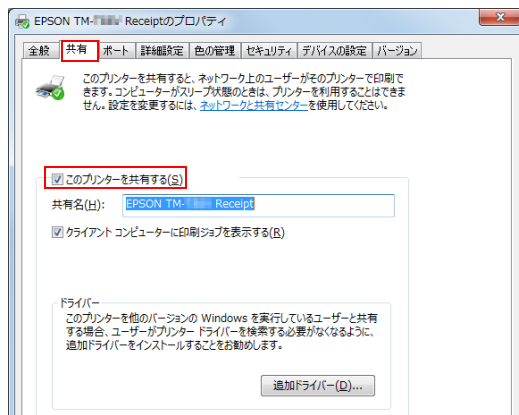 EPSON TM- Receiptのプロパティ
全般 共有 ポート 詳細設定 色の管理 セキュリティ デバイスの設定 バージョン
このプリンターを共有すると、ネットワーク上のユーザーがそのプリンターで印刷で
きます。コンピューターがスリープ状態のときは、プリンターを利用することはできま
せん。設定を変更するには、ネットワークと共有センターを使用してください。
このプリンターを共有する(S)
共有名(H): EPSON TM- Receipt
クライアント コンピューターに印刷ジョブを表示する(R)
ドライバー
このプリンターを他のバージョンの Windows を実行しているユーザーと共有
する場合、ユーザーがプリンター ドライバーを検索する必要がなくなるように、
追加ドライバーをインストールすることをお勧めします。
追加ドライバー(D)...